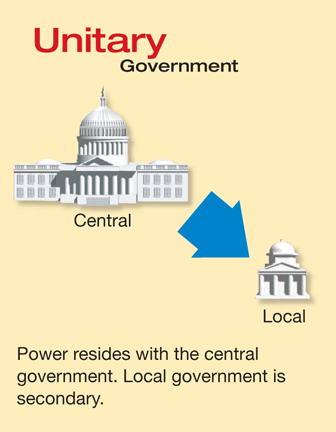 Unitary
Government
Central
Local
Power resides with the central
government. Local government is
secondary.